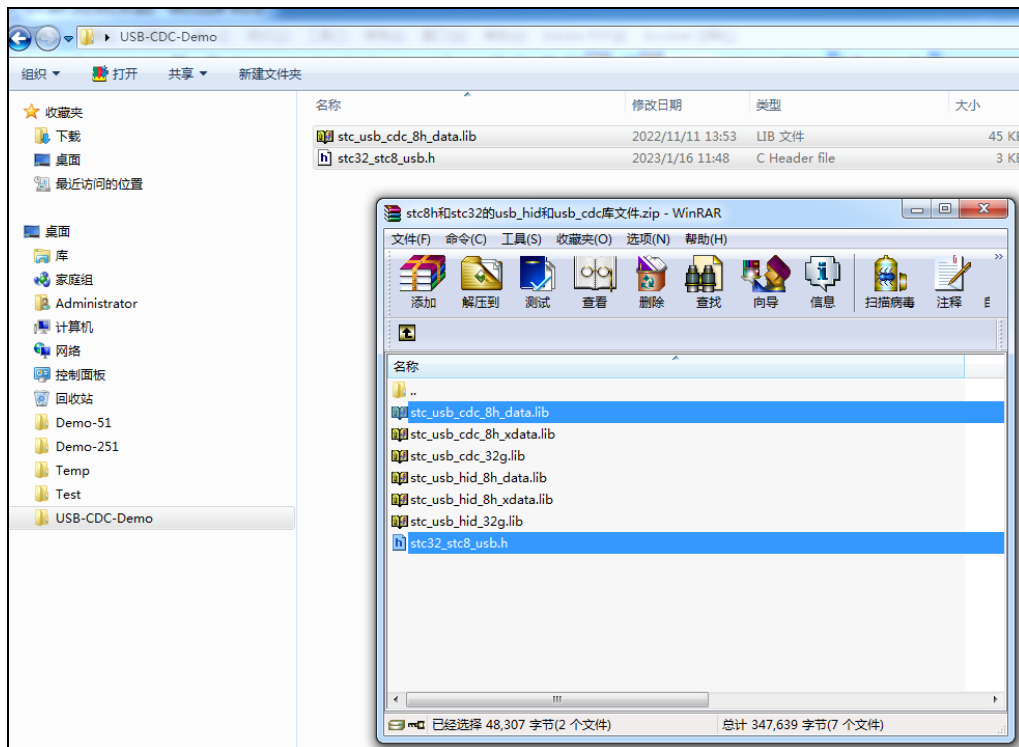 USB-CDC-Demo
组织 打开 共享 新建文件夹
收藏夹
下载
桌面
最近访问的位置
桌面
库
家庭组
Administrator
计算机
网络
控制面板
回收站
Demo-51
Demo-251
Temp
Test
USB-CDC-Demo
名称 修改日期 类型 大小
stc_usb_cdc_8h_data.lib 2022/11/11 13:53 LIB 文件 45 KB
stc32_stc8_usb.h 2023/1/16 11:48 C Header file 3 KB
stc8h和stc32的usb_hid和usb_cdc库文件.zip - WinRAR
文件(F) 命令(C) 工具(S) 收藏夹(O) 选项(N) 帮助(H)
添加 解压到 测试 查看 删除 查找 向导 信息 扫描病毒 注释
名称
..
stc_usb_cdc_8h_data.lib
stc_usb_cdc_8h_xdata.lib
stc_usb_cdc_32g.lib
stc_usb_hid_8h_data.lib
stc_usb_hid_8h_xdata.lib
stc_usb_hid_32g.lib
stc32_stc8_usb.h
已经选择 48,307 字节(2 个文件) 总计 347,639 字节(7 个文件)